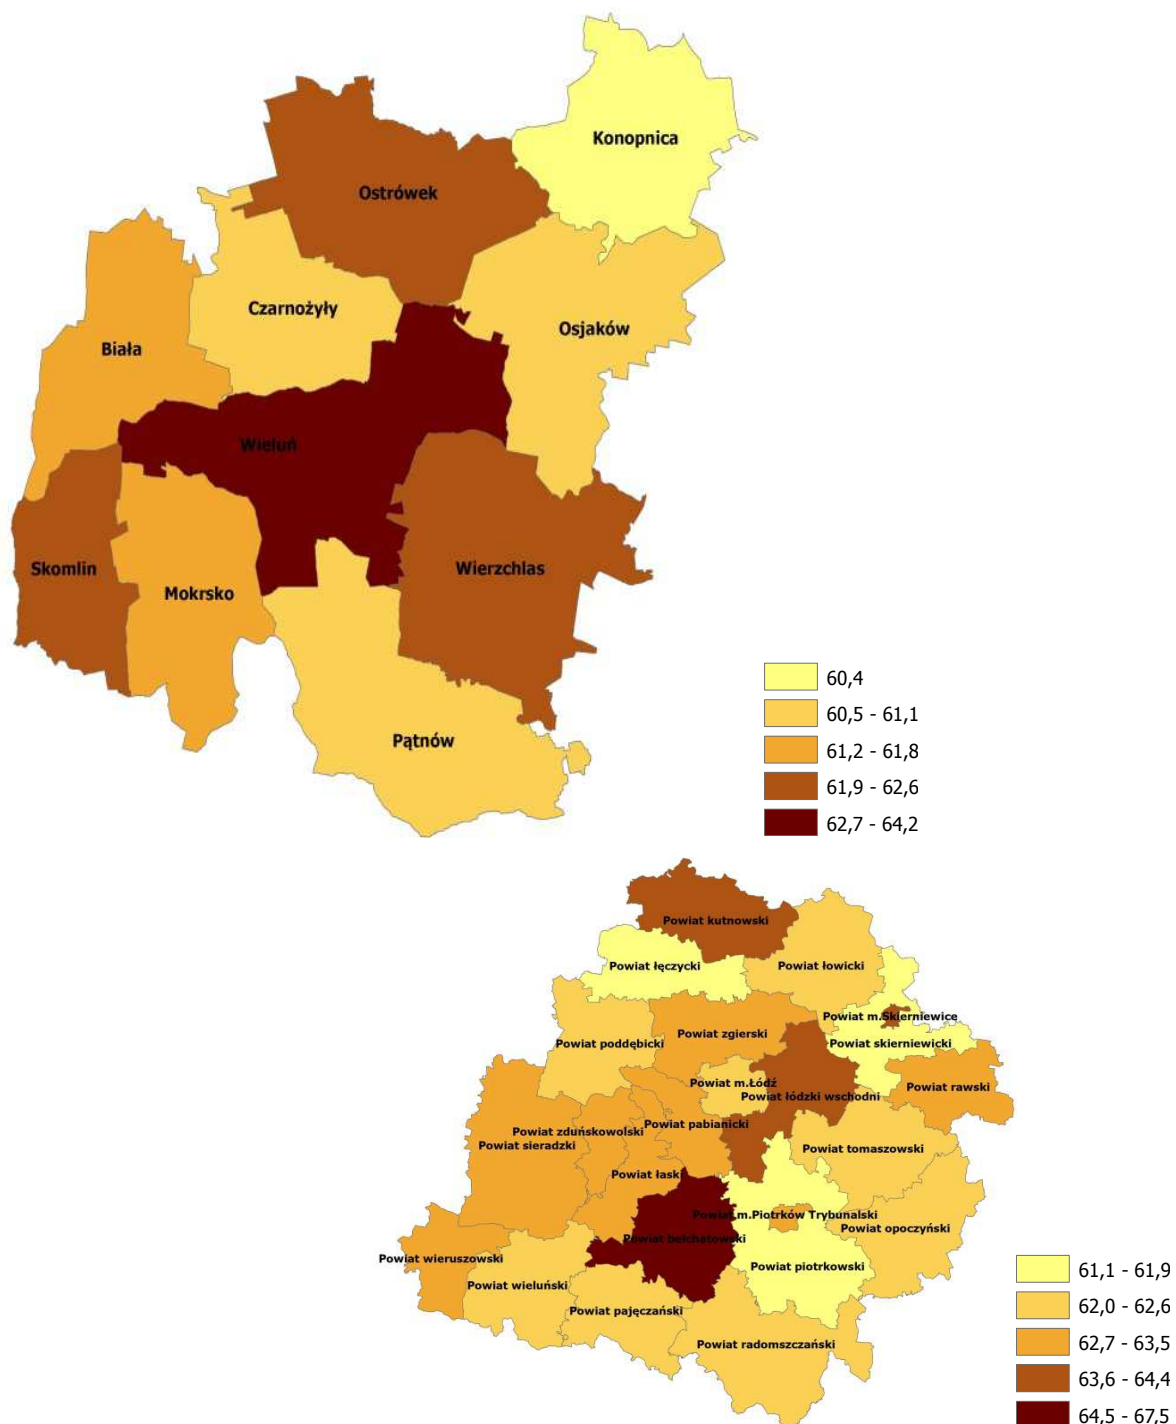 Konopnica
Ostrówek
Czarnożyły
Osjaków
Biała
Wieluń
Skomlin
Wierzchlas
Mokrsko
Pątnów
60,4
60,5 - 61,1
61,2 - 61,8
61,9 - 62,6
62,7 - 64,2
Powiat kutnowski
Powiat łęczycki
Powiat łowicki
Powiat m.Skierniewice
Powiat zgierski
Powiat poddębicki
Powiat skierniewicki
Powiat m.Łódź
Powiat rawski
Powiat łódzki wschodni
Powiat pabianicki
Powiat zduńskowolski
Powiat sieradzki
Powiat tomaszowski
Powiat łaski
Powiat m.Piotrków Trybunalski
Powiat opoczyński
Powiat bełchatowski
Powiat wieruszowski
Powiat piotrkowski
Powiat wieluński
Powiat pajęczański
Powiat radomszczański
61,1 - 61,9
62,0 - 62,6
62,7 - 63,5
63,6 - 64,4
64,5 - 67,5